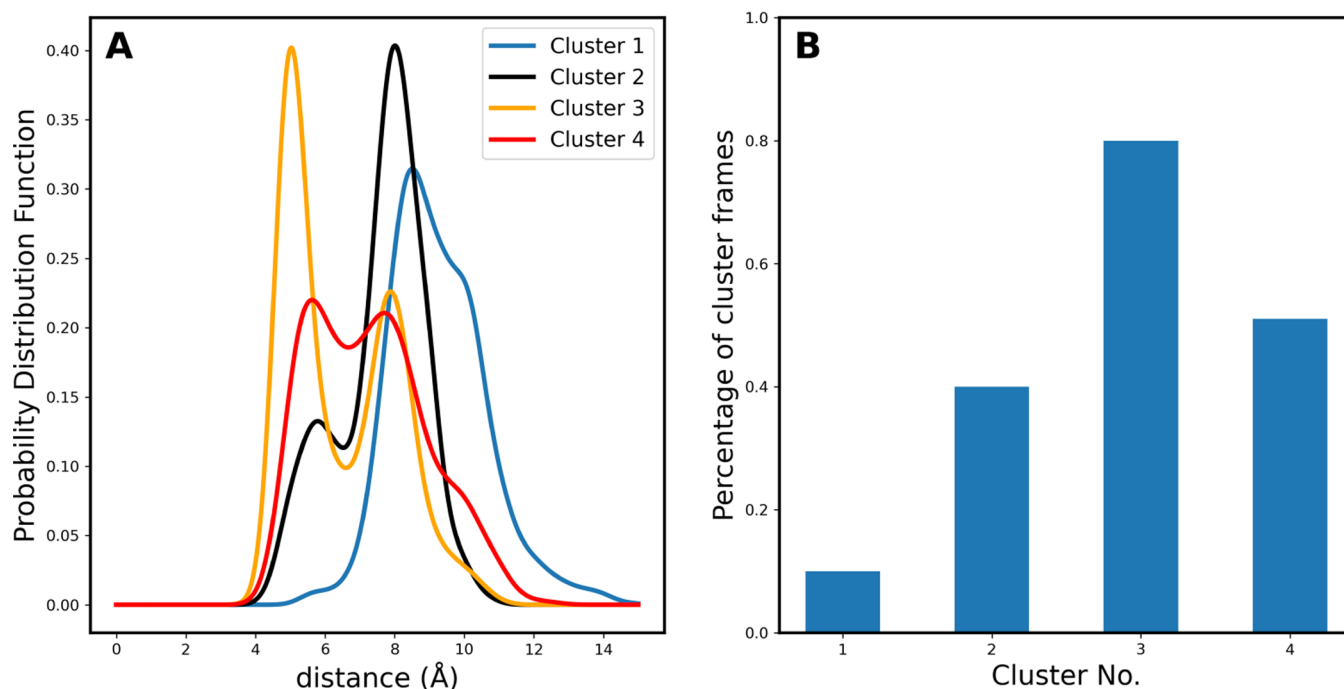 A
Cluster 1
Cluster 2
Cluster 3
Cluster 4
Probability Distribution Function
0.40
0.35
0.30
0.25
0.20
0.15
0.10
0.05
0.00
0 2 4 6 8 10 12 14
distance (Å)
B
Percentage of cluster frames
1.0
0.8
0.6
0.4
0.2
0.0
1 2 3 4
Cluster No.